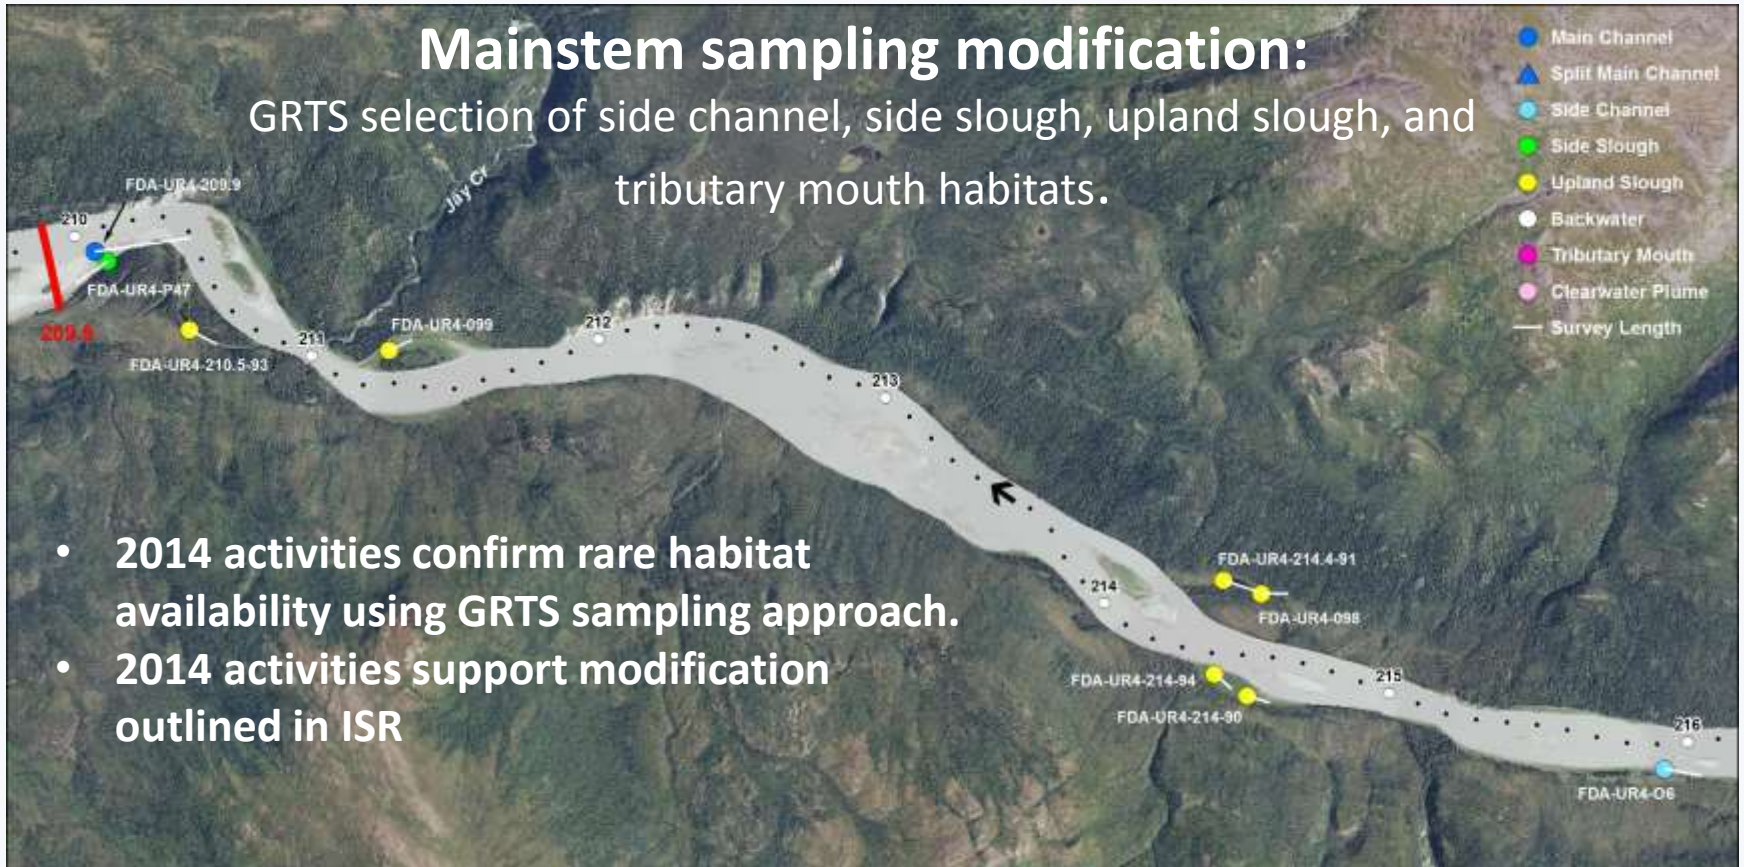 Mainstem sampling modification:
GRTS selection of side channel, side slough, upland slough, and
tributary mouth habitats.
Main Channel
Split Main Channel
Side Channel
Side Slough
Upland Slough
Backwater
Tributary Mouth
Clearwater Plume
Survey Length
FDA-UR4-209.9
Jay Cr
210
FDA-UR4-P47
FDA-UR4-210.5-93
211
FDA-UR4-099
212
213
• 2014 activities confirm rare habitat
availability using GRTS sampling approach.
• 2014 activities support modification
outlined in ISR
214
FDA-UR4-214.4-91
FDA-UR4-098
FDA-UR4-214-94
FDA-UR4-214-90
215
216
FDA-UR4-O6